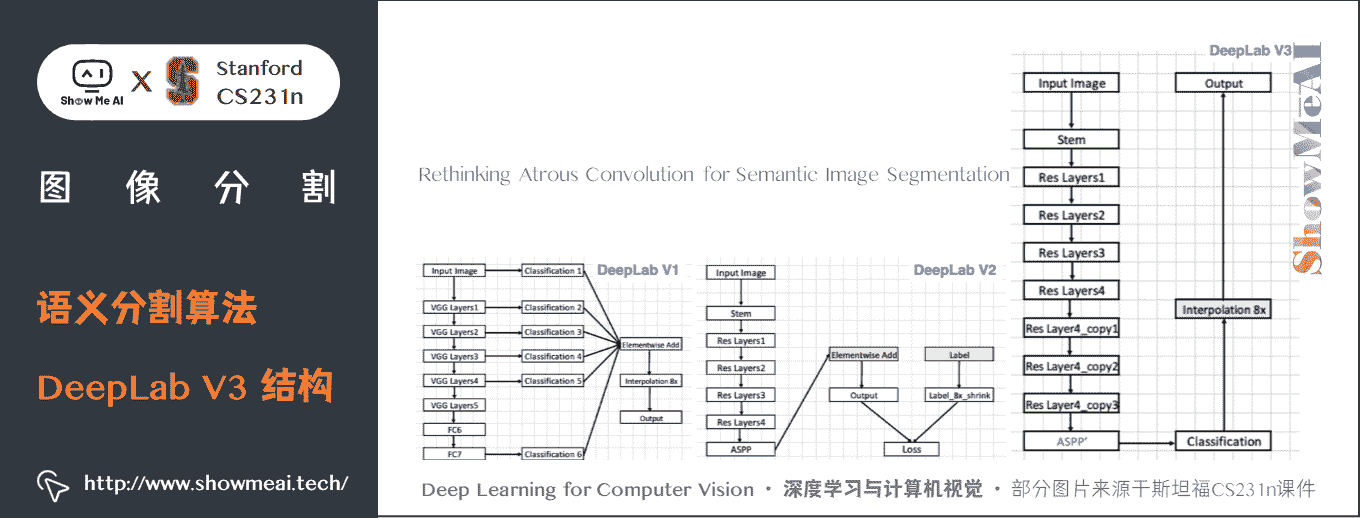 Show Me AI
X
Stanford
CS231n
图像分割
语义分割算法
DeepLab V3 结构
http://www.showmeai.tech/
Rethinking Atrous Convolution for Semantic Image Segmentation
DeepLab V1
Input Image
Classification 1
VGG Layers1
Classification 2
VGG Layers2
Classification 3
VGG Layers3
Classification 4
VGG Layers4
Classification 5
VGG Layers5
FC6
FC7
Classification 6
Elementwise Add
Interpolation 8x
Output
DeepLab V2
Input Image
Stem
Res Layers1
Res Layers2
Res Layers3
Res Layers4
ASPP
Elementwise Add
Label
Output
Label_8x_shrink
Loss
DeepLab V3
Input Image
Stem
Res Layers1
Res Layers2
Res Layers3
Res Layers4
Res Layer4_copy1
Res Layer4_copy2
Res Layer4_copy3
ASPP'
Classification
Interpolation 8x
Output
ShowMeAI
Deep Learning for Computer Vision · 深度学习与计算机视觉 · 部分图片来源于斯坦福CS231n课件